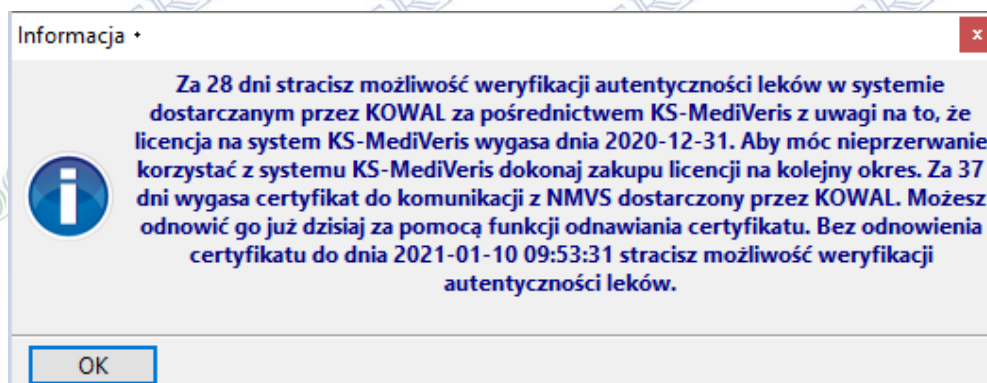 Informacja
Za 28 dni stracisz możliwość weryfikacji autentyczności leków w systemie
dostarczanym przez KOWAL za pośrednictwem KS-MediVeris z uwagi na to, że
licencja na system KS-MediVeris wygasa dnia 2020-12-31. Aby móc nieprzerwanie
korzystać z systemu KS-MediVeris dokonaj zakupu licencji na kolejny okres. Za 37
dni wygasa certyfikat do komunikacji z NMVS dostarczony przez KOWAL. Możesz
odnowić go już dzisiaj za pomocą funkcji odnawiania certyfikatu. Bez odnowienia
certyfikatu do dnia 2021-01-10 09:53:31 stracisz możliwość weryfikacji
autentyczności leków.
OK